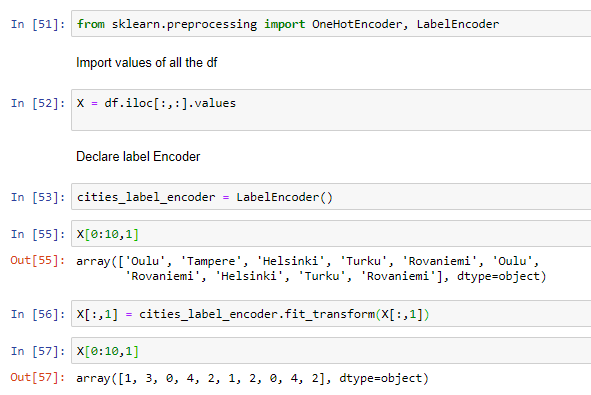 In [51]: from sklearn.preprocessing import OneHotEncoder, LabelEncoder
Import values of all the df
In [52]: X = df.iloc[:,:].values
Declare label Encoder
In [53]: cities_label_encoder = LabelEncoder()
In [55]: X[0:10,1]
Out[55]: array(['Oulu', 'Tampere', 'Helsinki', 'Turku', 'Rovaniemi', 'Oulu',
'Rovaniemi', 'Helsinki', 'Turku', 'Rovaniemi'], dtype=object)
In [56]: X[:,1] = cities_label_encoder.fit_transform(X[:,1])
In [57]: X[0:10,1]
Out[57]: array([1, 3, 0, 4, 2, 1, 2, 0, 4, 2], dtype=object)